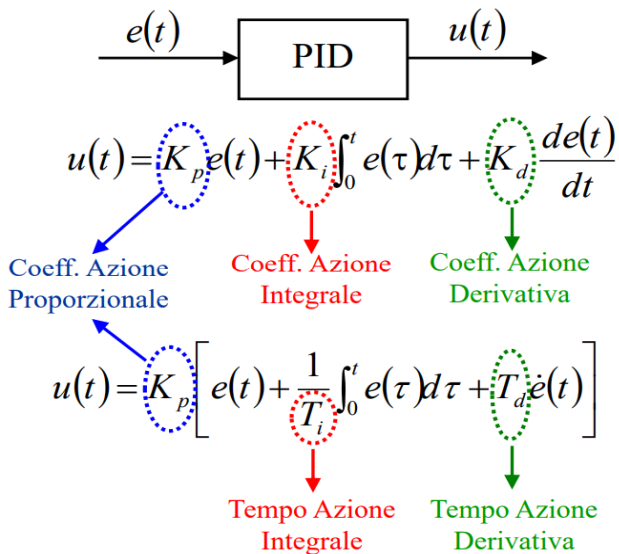 e(t) PID u(t)
u(t) = K_p e(t) + K_i ∫_0^t e(τ)dτ + K_d de(t)/dt
Coeff. Azione Coeff. Azione Coeff. Azione
Proporzionale Integrale Derivativa
u(t) = K_p [ e(t) + 1/T_i ∫_0^t e(τ)dτ + T_d ė(t) ]
Tempo Azione Tempo Azione
Integrale Derivativa